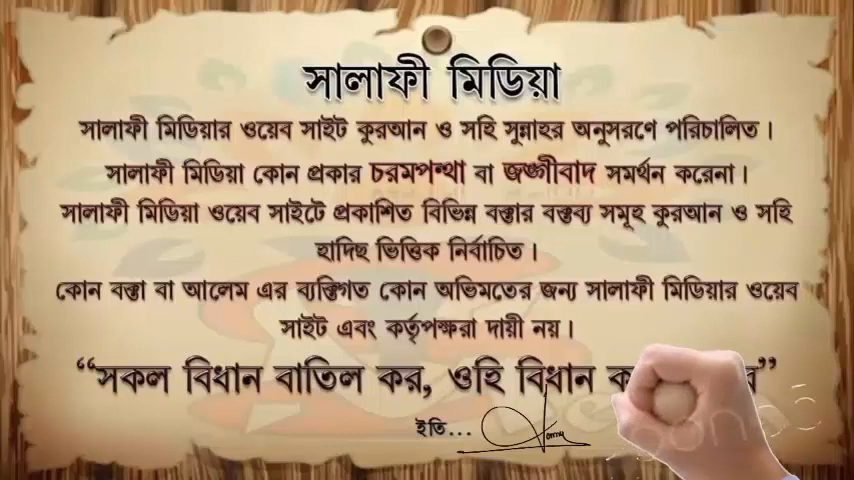 সালাফী মিডিয়া
সালাফী মিডিয়ার ওয়েব সাইট কুরআন ও সহি সুন্নাহর অনুসরণে পরিচালিত।
সালাফী মিডিয়া কোন প্রকার চরমপন্থা বা জঙ্গীবাদ সমর্থন করেনা।
সালাফী মিডিয়া ওয়েব সাইটে প্রকাশিত বিভিন্ন বক্তার বক্তব্য সমূহ কুরআন ও সহি
হাদিছ ভিত্তিক নির্বাচিত।
কোন বক্তা বা আলেম এর ব্যক্তিগত কোন অভিমতের জন্য সালাফী মিডিয়ার ওয়েব
সাইট এবং কর্তৃপক্ষরা দায়ী নয়।
“সকল বিধান বাতিল কর, ওহি বিধান
ইতি...